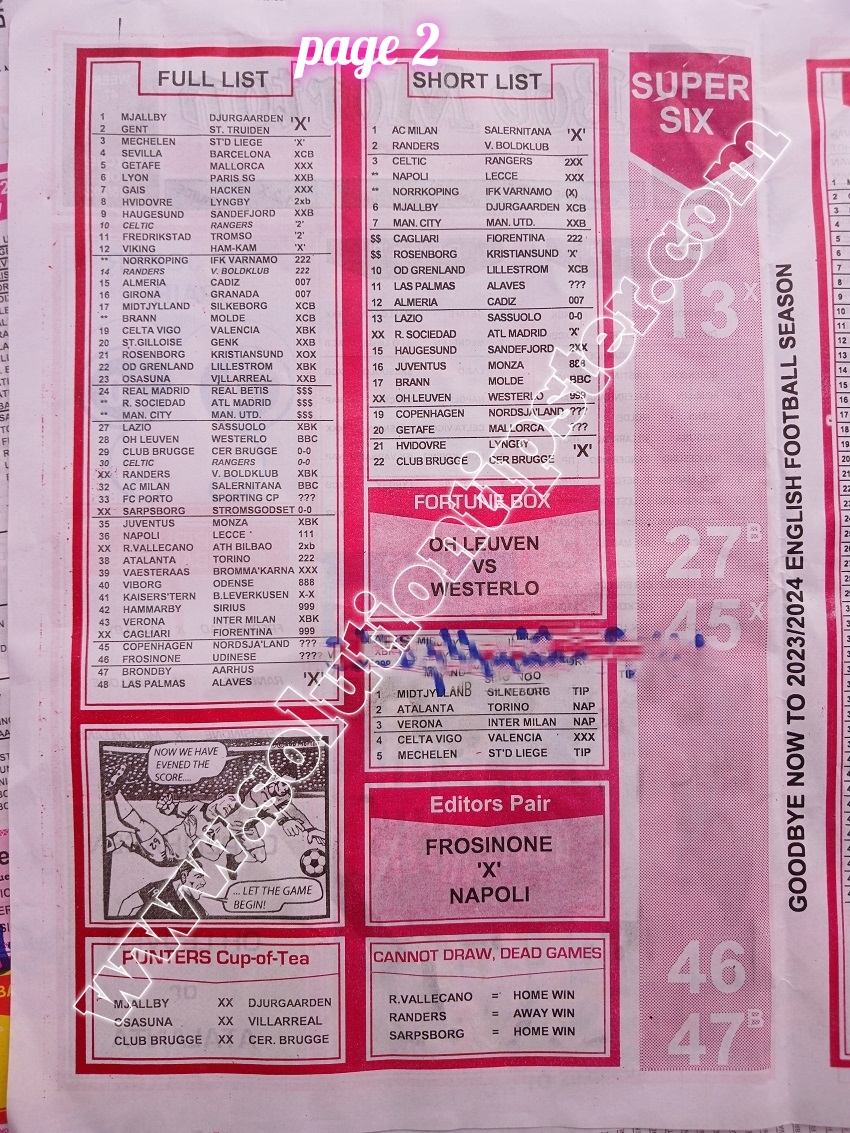 page 2
FULL LIST
1 MJALLBY DJURGAARDEN 'X'
2 GENT ST. TRUIDEN
3 MECHELEN ST'D LIEGE 'X'
4 SEVILLA BARCELONA XCB
5 GETAFE MALLORCA XXX
6 LYON PARIS SG XXB
7 GAIS HACKEN XXX
8 HVIDOVRE LYNGBY 2xb
9 HAUGESUND SANDEFJORD XXB
10 CELTIC RANGERS '2'
11 FREDRIKSTAD TROMSO '2'
12 VIKING HAM-KAM 'X'
** NORRKOPING IFK VARNAMO 222
14 RANDERS V. BOLDKLUB 222
15 ALMERIA CADIZ 007
16 GIRONA GRANADA 007
17 MIDTJYLLAND SILKEBORG XCB
** BRANN MOLDE XCB
19 CELTA VIGO VALENCIA XBK
20 ST.GILLOISE GENK XXB
21 ROSENBORG KRISTIANSUND XOX
22 OD GRENLAND LILLESTROM XBK
23 OSASUNA VILLARREAL XXB
24 REAL MADRID REAL BETIS $$$
** R. SOCIEDAD ATL MADRID $$$
** MAN. CITY MAN. UTD. $$$
27 LAZIO SASSUOLO XBK
28 OH LEUVEN WESTERLO BBC
29 CLUB BRUGGE CER BRUGGE 0-0
30 CELTIC RANGERS 0-0
XX RANDERS V. BOLDKLUB XBK
32 AC MILAN SALERNITANA BBC
33 FC PORTO SPORTING CP ???
XX SARPSBORG STROMSGODSET 0-0
35 JUVENTUS MONZA XBK
36 NAPOLI LECCE 111
XX R.VALLECANO ATH BILBAO 2xb
38 ATALANTA TORINO 222
39 VAESTERAAS BROMMA'KARNA XXX
40 VIBORG ODENSE 888
41 KAISERS'TERN B.LEVERKUSEN X-X
42 HAMMARBY SIRIUS 999
43 VERONA INTER MILAN XBK
XX CAGLIARI FIORENTINA 999
45 COPENHAGEN NORDSJA'LAND ???
46 FROSINONE UDINESE ????
47 BRONDBY AARHUS
48 LAS PALMAS ALAVES 'X'
NOW WE HAVE
EVENED THE
SCORE....
... LET THE GAME
BEGIN!
PUNTERS Cup-of-Tea
MJALLBY XX DJURGAARDEN
OSASUNA XX VILLARREAL
CLUB BRUGGE XX CER. BRUGGE
SHORT LIST
1 AC MILAN SALERNITANA 'X'
2 RANDERS V. BOLDKLUB
3 CELTIC RANGERS 2XX
** NAPOLI LECCE XXX
** NORRKOPING IFK VARNAMO (X)
6 MJALLBY DJURGAARDEN XCB
7 MAN. CITY MAN. UTD. XXB
$$ CAGLIARI FIORENTINA 222
$$ ROSENBORG KRISTIANSUND 'X'
10 OD GRENLAND LILLESTROM XCB
11 LAS PALMAS ALAVES ???
12 ALMERIA CADIZ 007
13 LAZIO SASSUOLO 0-0
XX R. SOCIEDAD ATL MADRID 'X'
15 HAUGESUND SANDEFJORD 2XX
16 JUVENTUS MONZA 888
17 BRANN MOLDE BBC
XX OH LEUVEN WESTERLO 999
19 COPENHAGEN NORDSJA'LAND ???
20 GETAFE MALLORCA ???
21 HVIDOVRE LYNGBY 'X'
22 CLUB BRUGGE CER BRUGGE
FORTUNE BOX
OH LEUVEN
VS
WESTERLO
1 MIDTJYLLAND SILKEBORG TIP
2 ATALANTA TORINO NAP
3 VERONA INTER MILAN NAP
4 CELTA VIGO VALENCIA XXX
5 MECHELEN ST'D LIEGE TIP
Editors Pair
FROSINONE
'X'
NAPOLI
CANNOT DRAW, DEAD GAMES
R.VALLECANO = HOME WIN
RANDERS = AWAY WIN
SARPSBORG = HOME WIN
SUPER
SIX
6
13 X
27 B
45 X
46
47 B
GOODBYE NOW TO 2023/2024 ENGLISH FOOTBALL SEASON
www.solutiontipster.com